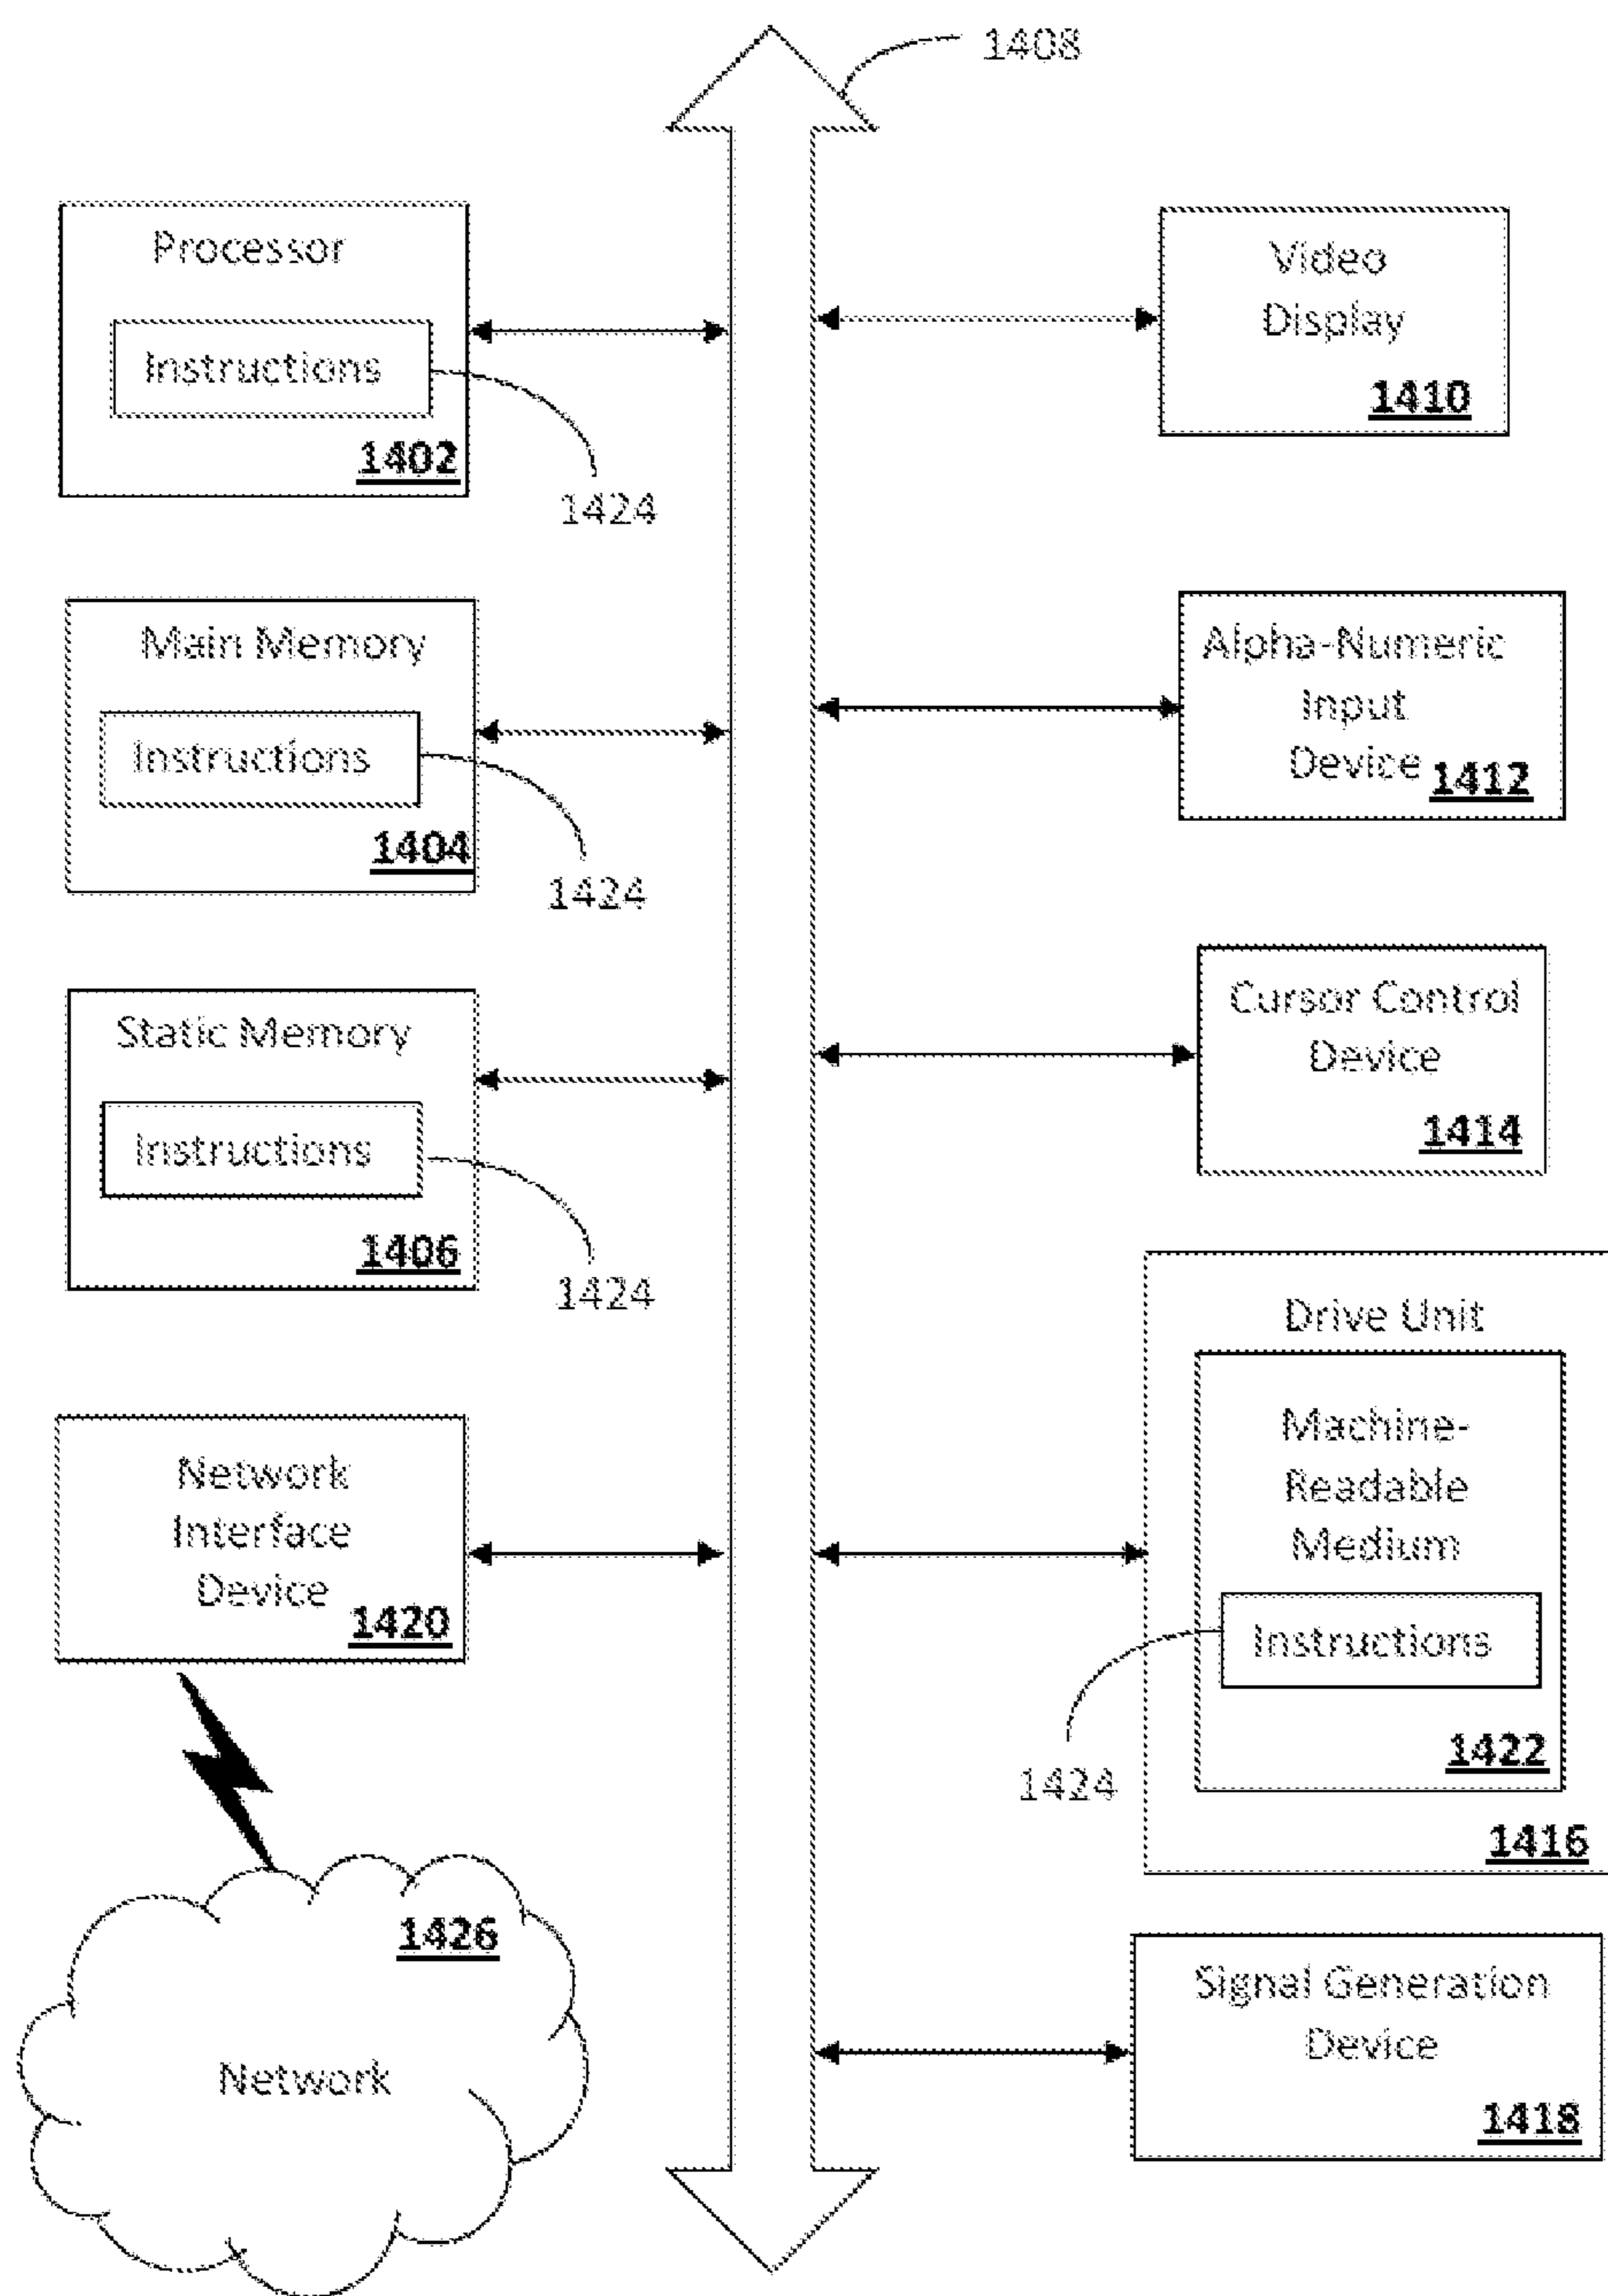 1408
Processor
Instructions
1402
1424
Main Memory
Instructions
1404
1424
Static Memory
Instructions
1406
1424
Network
Interface
Device
1420
1426
Network
Video
Display
1410
Alpha-Numeric
Input
Device
1412
Cursor Control
Device
1414
Drive Unit
Machine-
Readable
Medium
Instructions
1424
1422
1416
Signal Generation
Device
1418